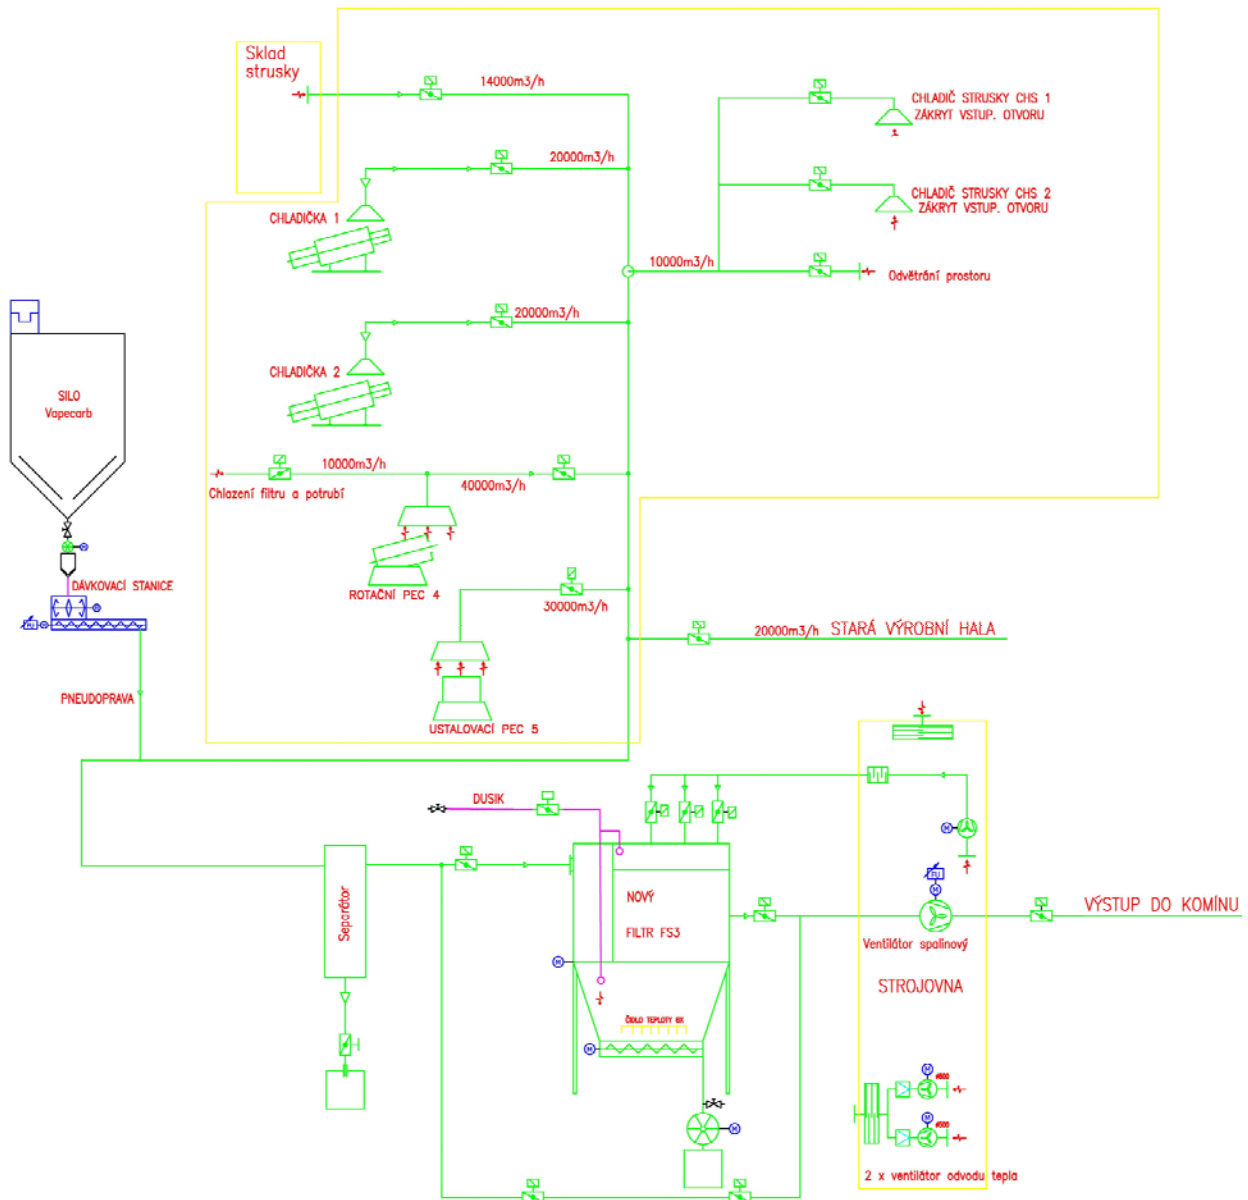 Sklad
strusky
14000m3/h
CHLADIČ STRUSKY CHS 1
ZÁKRYT VSTUP. OTVORU
20000m3/h
CHLADIČ STRUSKY CHS 2
ZÁKRYT VSTUP. OTVORU
CHLADIČKA 1
10000m3/h
Odvětrání prostoru
20000m3/h
CHLADIČKA 2
SILO
Vapecarb
10000m3/h
40000m3/h
Chlazení filtru a potrubí
DÁVKOVACÍ STANICE
ROTAČNÍ PEC 4
30000m3/h
FU
M
20000m3/h STARÁ VÝROBNÍ HALA
PNEUDOPRAVA
USTALOVACÍ PEC 5
DUSIK
M
FU
M
Separátor
NOVÝ
FILTR FS3
VÝSTUP DO KOMÍNU
Ventilátor spalinový
M
STROJOVNA
ČIDLO TEPLOTY 6X
M
M
M
M
2 x ventilátor odvodu tepla